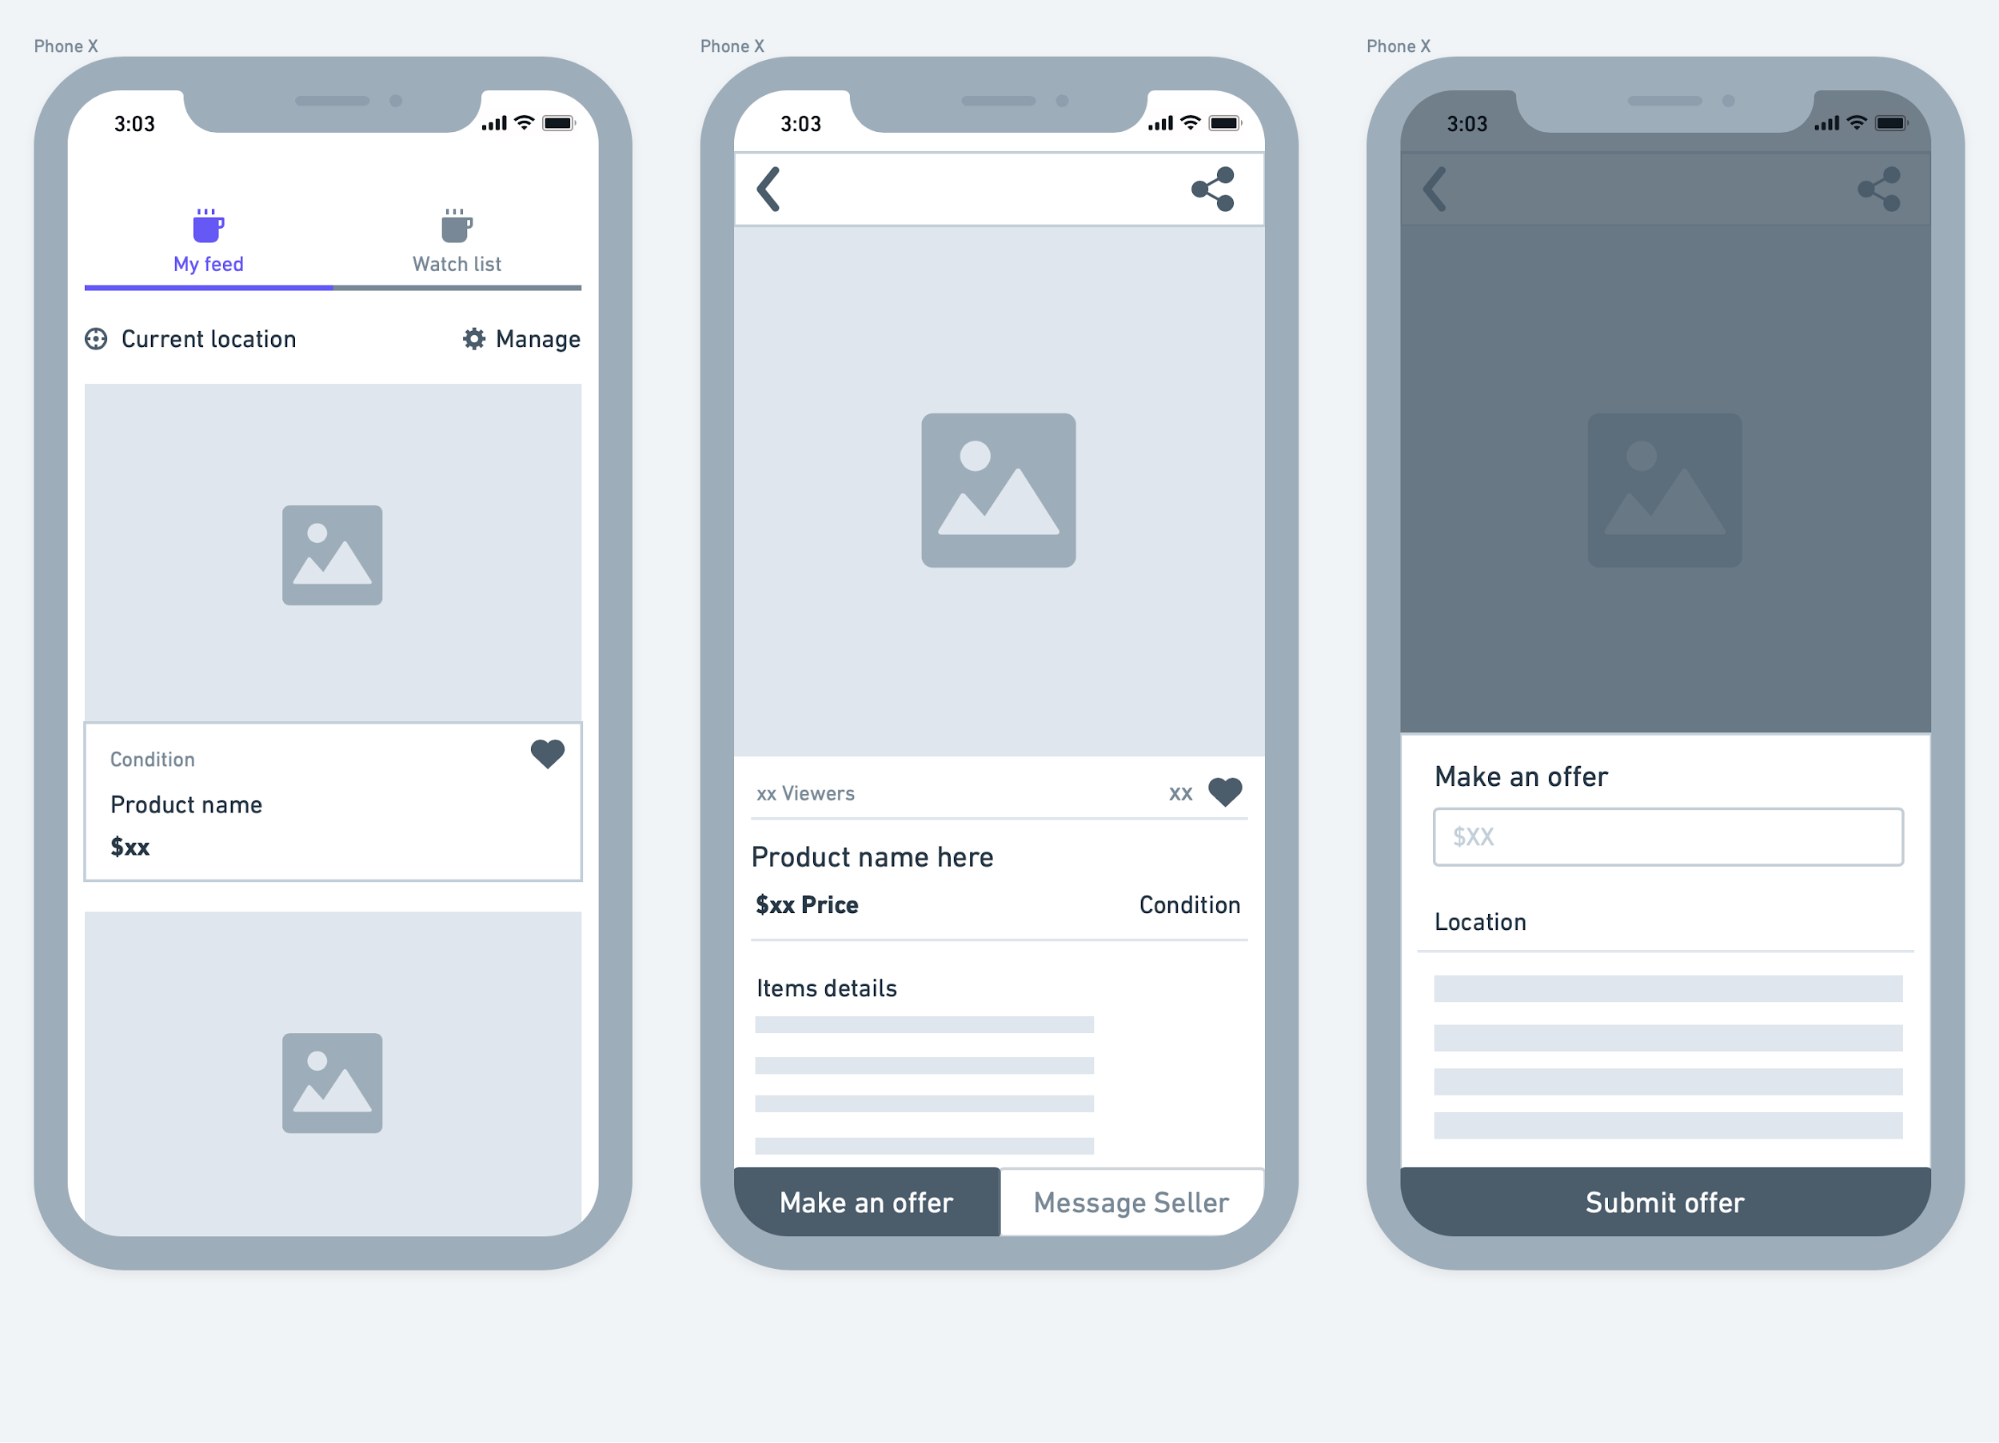 Phone X
3:03
My feed
Watch list
Current location
Manage
Condition
Product name
$xx
Phone X
3:03
xx Viewers
xx
Product name here
$xx Price
Condition
Items details
Make an offer
Message Seller
Phone X
3:03
Make an offer
$XX
Location
Submit offer